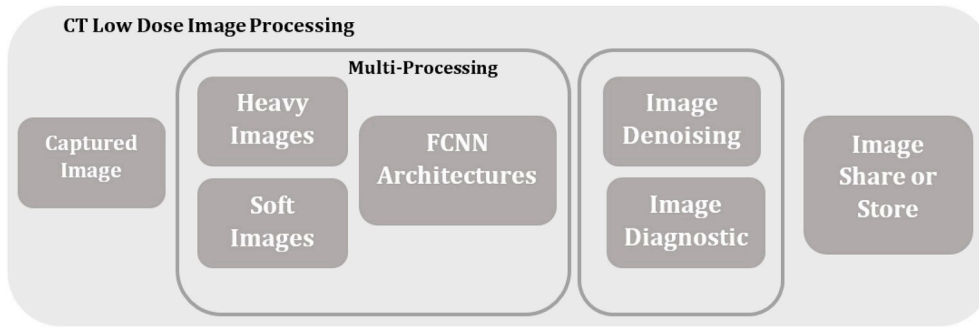 CT Low Dose Image Processing
Multi-Processing
Captured
Image
Heavy
Images
Soft
Images
FCNN
Architectures
Image
Denoising
Image
Diagnostic
Image
Share or
Store